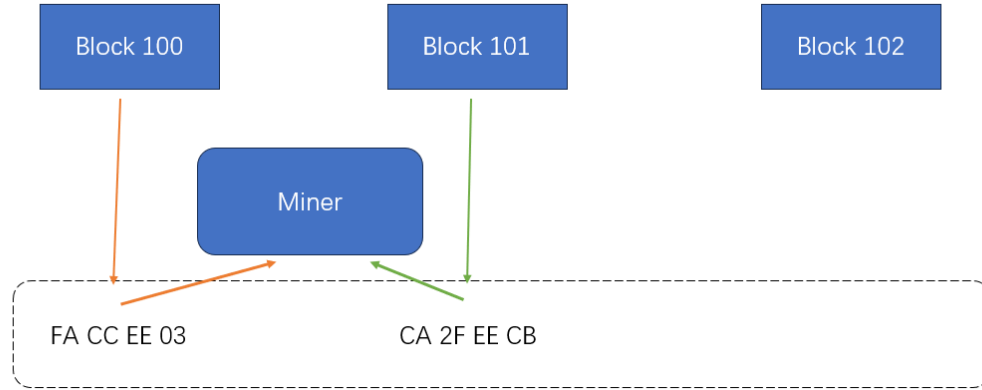 Block 100
Block 101
Block 102
Miner
FA CC EE 03
CA 2F EE CB